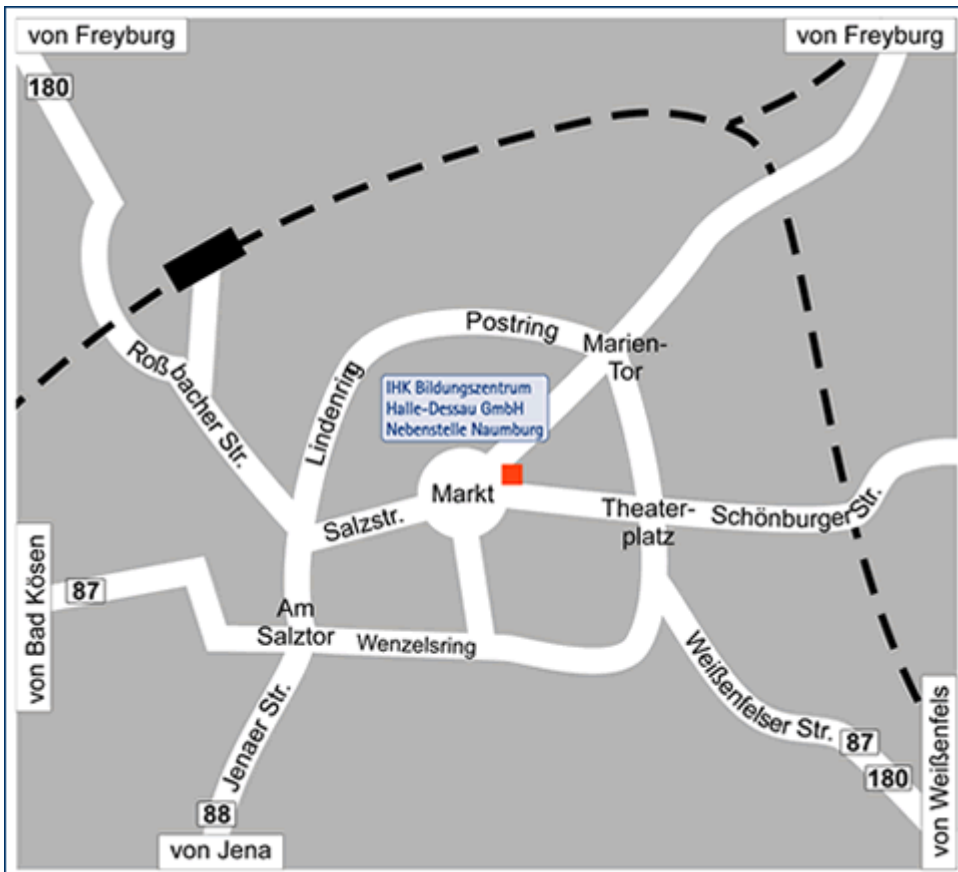 von Freyburg
von Freyburg
180
Postring
Marien-
Tor
Roßbacher Str.
Lindenring
IHK Bildungszentrum
Halle-Dessau GmbH
Nebenstelle Naumburg
Markt
Salzstr.
Theater-
platz
Schönburger Str.
von Bad Kösen
87
Am
Salztor
Wenzelsring
Weißenfelser Str.
Jenaer Str.
87
180
von Weißenfels
88
von Jena